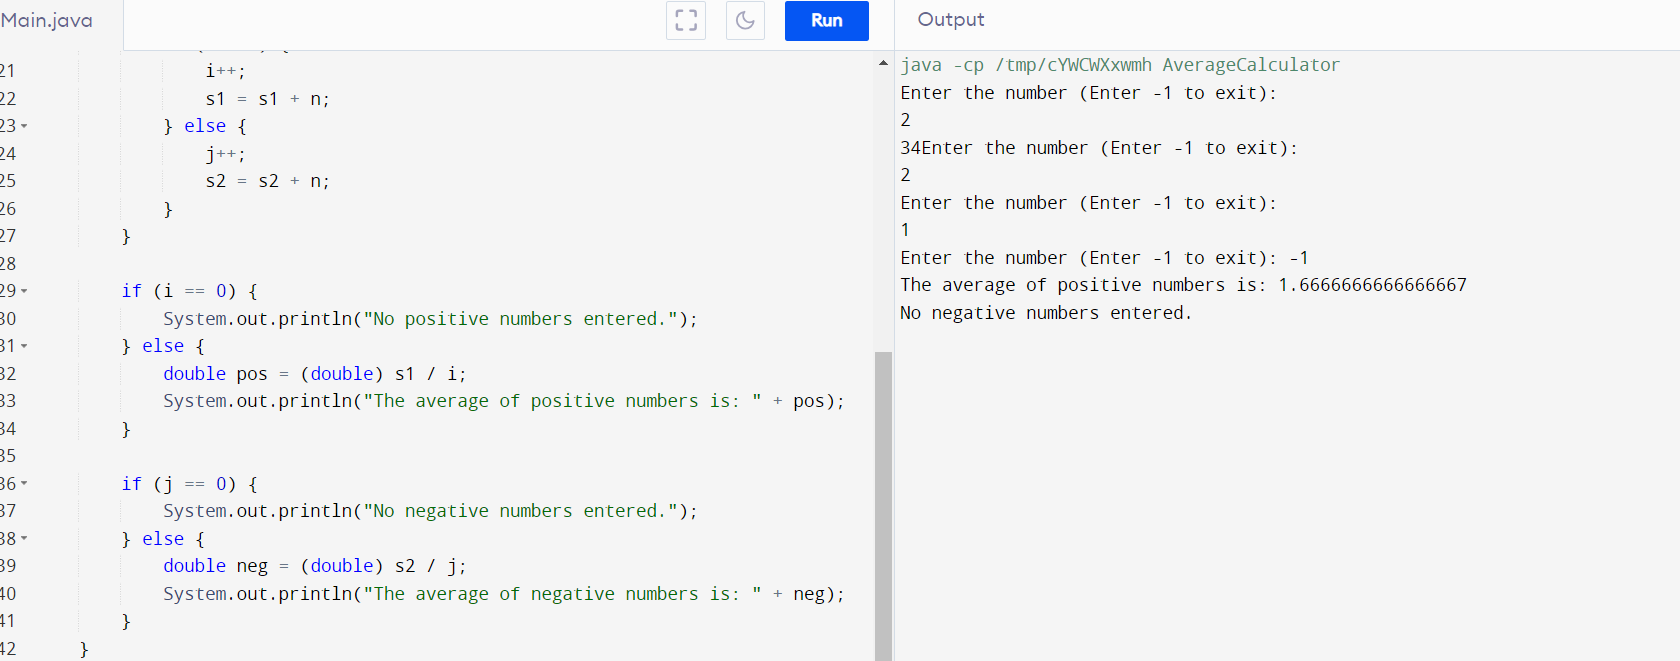 Main.java
Run
Output
21 i++;
22 s1 = s1 + n;
23 } else {
24 j++;
25 s2 = s2 + n;
26 }
27 }
28
29 if (i == 0) {
30 System.out.println("No positive numbers entered.");
31 } else {
32 double pos = (double) s1 / i;
33 System.out.println("The average of positive numbers is: " + pos);
34 }
35
36 if (j == 0) {
37 System.out.println("No negative numbers entered.");
38 } else {
39 double neg = (double) s2 / j;
40 System.out.println("The average of negative numbers is: " + neg);
41 }
42 }
java -cp /tmp/cYWCWXxwmh AverageCalculator
Enter the number (Enter -1 to exit):
2
34Enter the number (Enter -1 to exit):
2
Enter the number (Enter -1 to exit):
1
Enter the number (Enter -1 to exit): -1
The average of positive numbers is: 1.6666666666666667
No negative numbers entered.